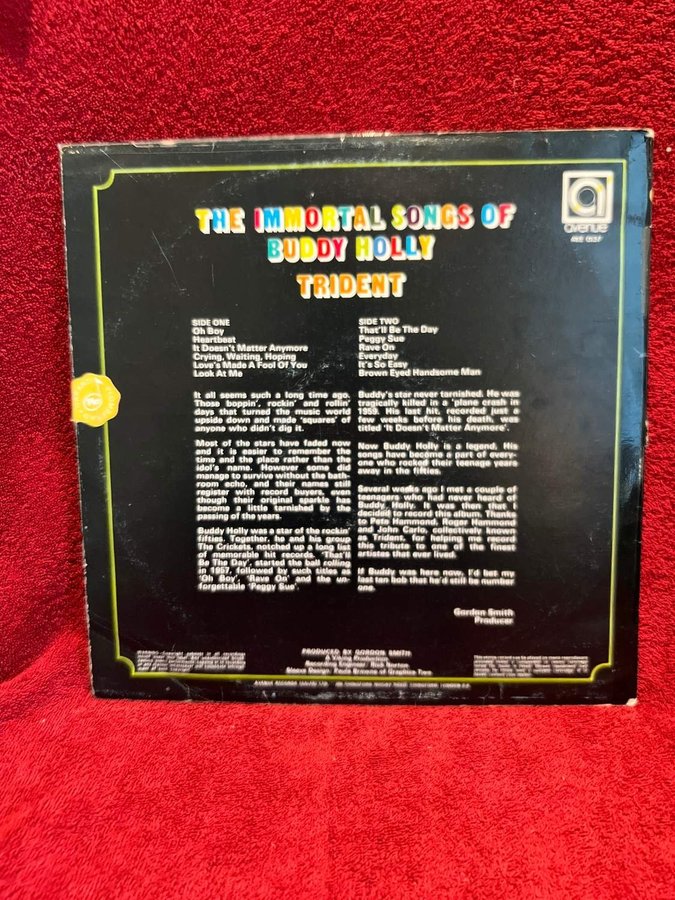 THE IMMORTAL SONGS OF
BUDDY HOLLY
TRIDENT
avenue
AVE 037
SIDE ONE
Oh Boy
Heartbeat
It Doesn't Matter Anymore
Crying, Waiting, Hoping
Love's Made A Fool Of You
Look At Me
SIDE TWO
That'll Be The Day
Peggy Sue
Rave On
Everyday
It's So Easy
Brown Eyed Handsome Man
It all seems such a long time ago.
Those boppin', rockin' and rollin'
days that turned the music world
upside down and made 'squares' of
anyone who didn't dig it.
Most of the stars have faded now
and it is easier to remember the
time and the place rather than the
idol's name. However some did
manage to survive without the bath-
room echo, and their names still
register with record buyers, even
though their original sparkle has
become a little tarnished by the
passing of the years.
Buddy Holly was a star of the rockin'
fifties. Together, he and his group
The Crickets, notched up a long list
of memorable hit records. 'That'll
Be The Day', started the ball rolling
in 1957, followed by such titles as
'Oh Boy', 'Rave On' and the un-
forgettable 'Peggy Sue'.
Buddy's star never tarnished. He was
tragically killed in a 'plane crash in
1959. His last hit, recorded just a
few weeks before his death, was
titled 'It Doesn't Matter Anymore'.
Now Buddy Holly is a legend. His
songs have become a part of every-
one who rocked their teenage years
away in the fifties.
Several weeks ago I met a couple of
teenagers who had never heard of
Buddy Holly. It was then that I
decided to record this album. Thanks
to Pete Hammond, Roger Hammond
and John Carlo, collectively known
as Trident, for helping me record
this tribute to one of the finest
artistes that ever lived.
If Buddy was here now, I'd bet my
last ten bob that he'd still be number
one.
Gordon Smith
Producer
PRODUCED BY GORDON SMITH
A Viking Production
Recording Engineer: Rick Norton
Sleeve Design: Paula Browne of Graphics Two